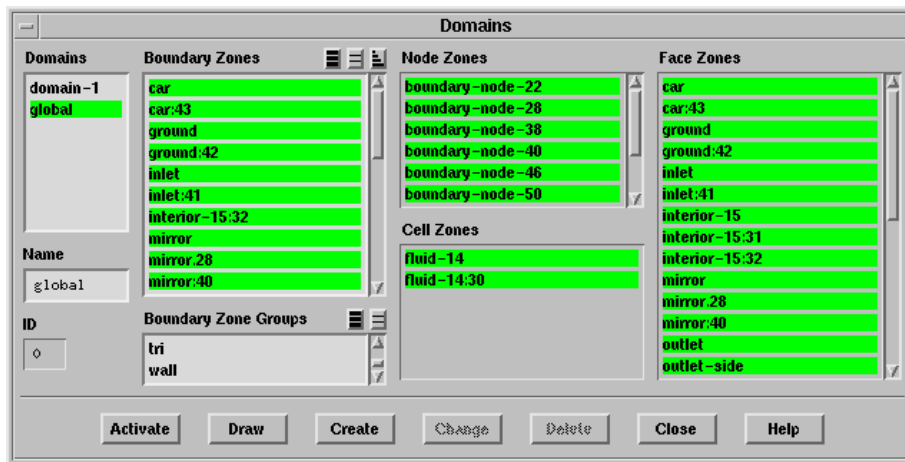 Domains
Domains
domain-1
global
Name
global
ID
0
Boundary Zones
car
car:43
ground
ground:42
inlet
inlet:41
interior-15:32
mirror
mirror.28
mirror:40
Boundary Zone Groups
tri
wall
Node Zones
boundary-node-22
boundary-node-28
boundary-node-38
boundary-node-40
boundary-node-46
boundary-node-50
Cell Zones
fluid-14
fluid-14:30
Face Zones
car
car:43
ground
ground:42
inlet
inlet:41
interior-15
interior-15:31
interior-15:32
mirror
mirror.28
mirror:40
outlet
outlet-side
Activate Draw Create Change Delete Close Help